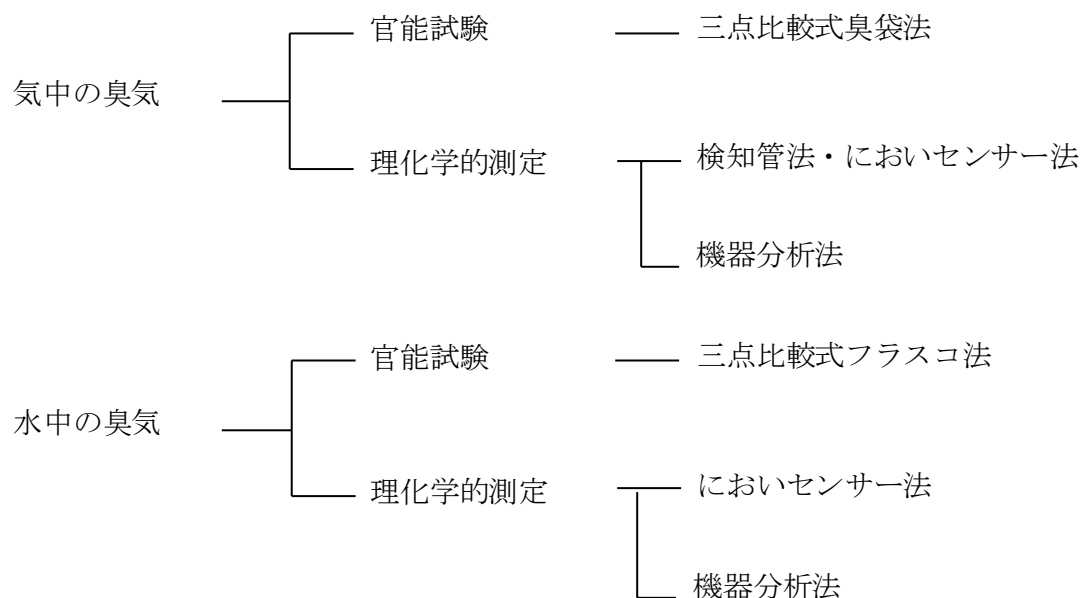 官能試験
三点比較式臭袋法
気中の臭気
理化学的測定
検知管法・においセンサー法
機器分析法
官能試験
三点比較式フラスコ法
水中の臭気
理化学的測定
においセンサー法
機器分析法